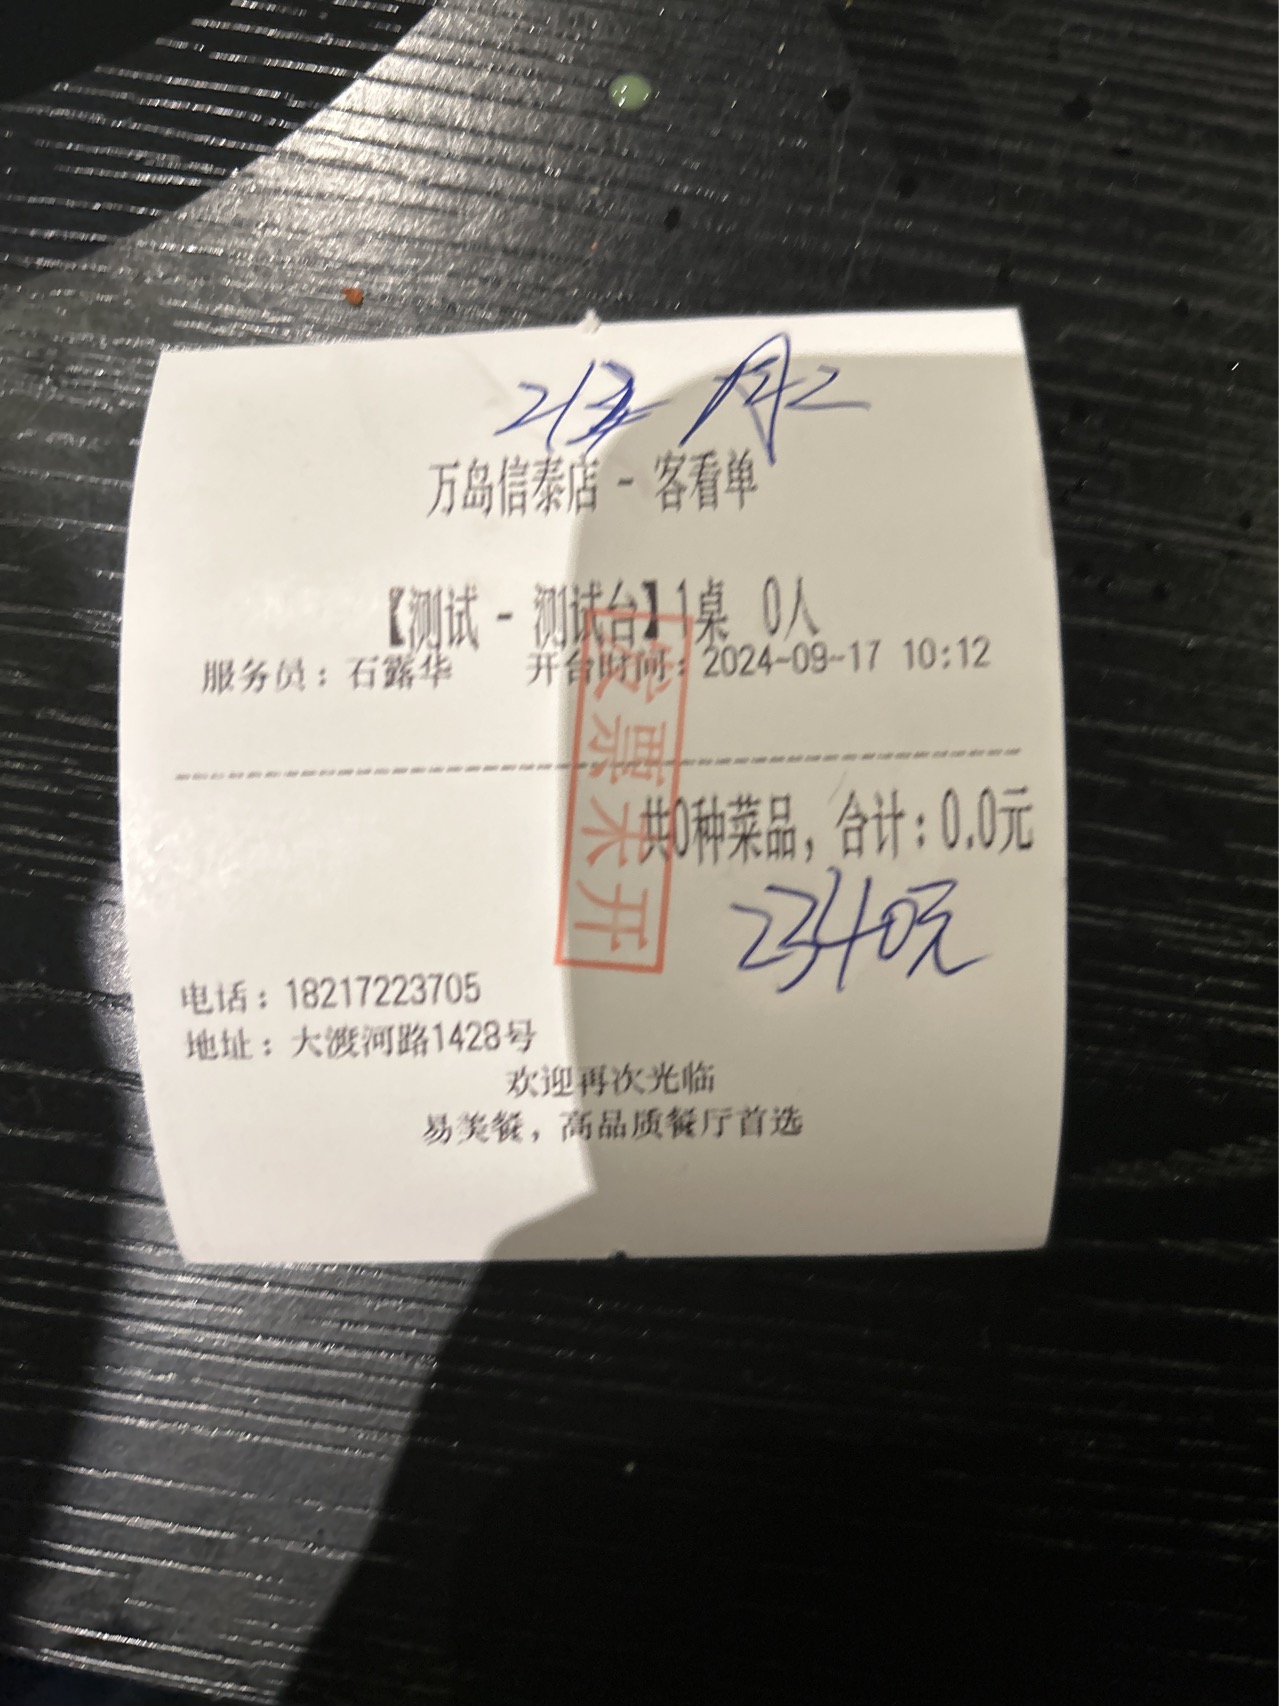 万岛信泰店 - 客看单
【测试 - 测试台】1桌 0人
服务员：石露华 开台时间：2024-09-17 10:12
发票未开
共0种菜品，合计：0.0元
2340元
电话：18217223705
地址：大渡河路1428号
欢迎再次光临
易美餐，高品质餐厅首选